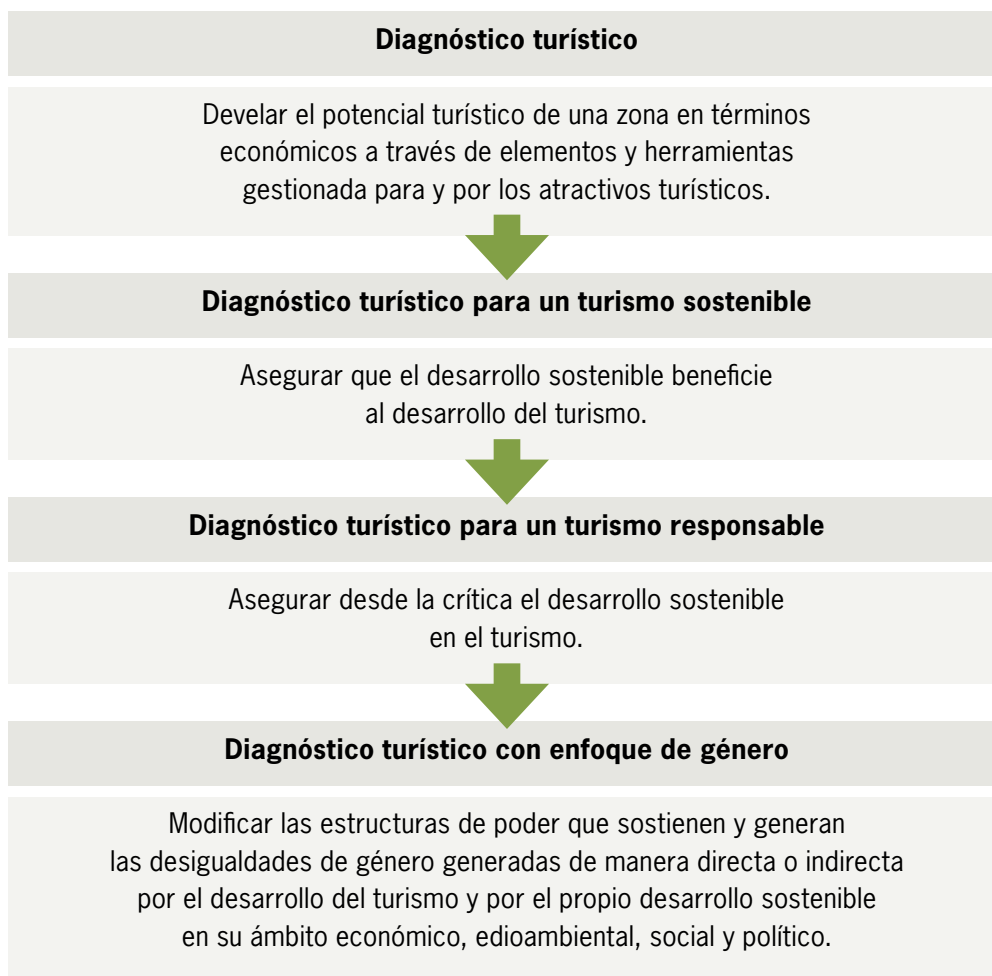 Diagnóstico turístico
Develar el potencial turístico de una zona en términos
económicos a través de elementos y herramientas
gestionada para y por los atractivos turísticos.
Diagnóstico turístico para un turismo sostenible
Asegurar que el desarrollo sostenible beneficie
al desarrollo del turismo.
Diagnóstico turístico para un turismo responsable
Asegurar desde la crítica el desarrollo sostenible
en el turismo.
Diagnóstico turístico con enfoque de género
Modificar las estructuras de poder que sostienen y generan
las desigualdades de género generadas de manera directa o indirecta
por el desarrollo del turismo y por el propio desarrollo sostenible
en su ámbito económico, edioambiental, social y político.